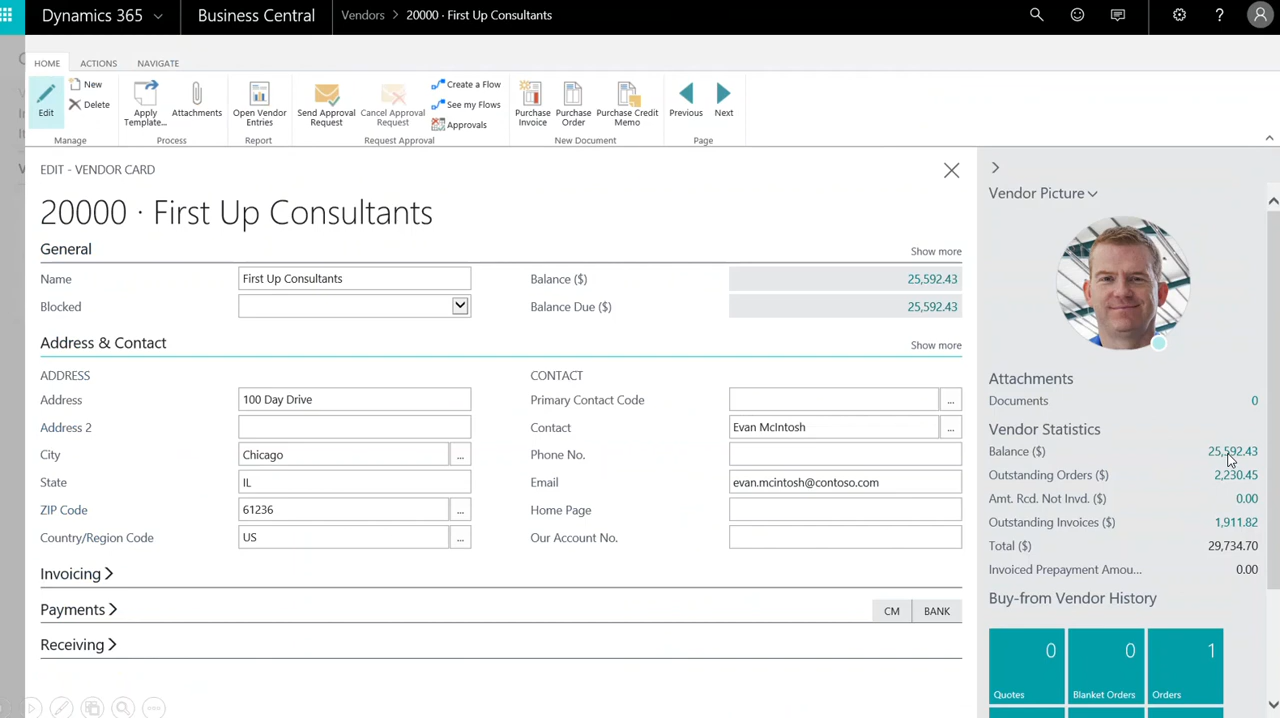 Dynamics 365
Business Central
Vendors > 20000 · First Up Consultants
?
HOME
ACTIONS
NAVIGATE
Edit
New
Delete
Manage
Apply
Template...
Attachments
Process
Open Vendor
Entries
Report
Send Approval
Request
Cancel Approval
Request
Create a Flow
See my Flows
Approvals
Request Approval
Purchase
Invoice
Purchase
Order
Purchase Credit
Memo
New Document
Previous
Next
Page
EDIT - VENDOR CARD
20000 · First Up Consultants
General
Show more
Name
First Up Consultants
Balance ($)
25,592.43
Blocked
Balance Due ($)
25,592.43
Address & Contact
Show more
ADDRESS
Address
100 Day Drive
Address 2
City
Chicago
...
State
IL
ZIP Code
61236
...
Country/Region Code
US
...
CONTACT
Primary Contact Code
...
Contact
Evan McIntosh
...
Phone No.
Email
evan.mcintosh@contoso.com
Home Page
Our Account No.
Invoicing >
Payments >
CM
BANK
Receiving >
Vendor Picture
Attachments
Documents
0
Vendor Statistics
Balance ($)
25,592.43
Outstanding Orders ($)
2,230.45
Amt. Rcd. Not Invd. ($)
0.00
Outstanding Invoices ($)
1,911.82
Total ($)
29,734.70
Invoiced Prepayment Amou...
0.00
Buy-from Vendor History
0
Quotes
0
Blanket Orders
1
Orders